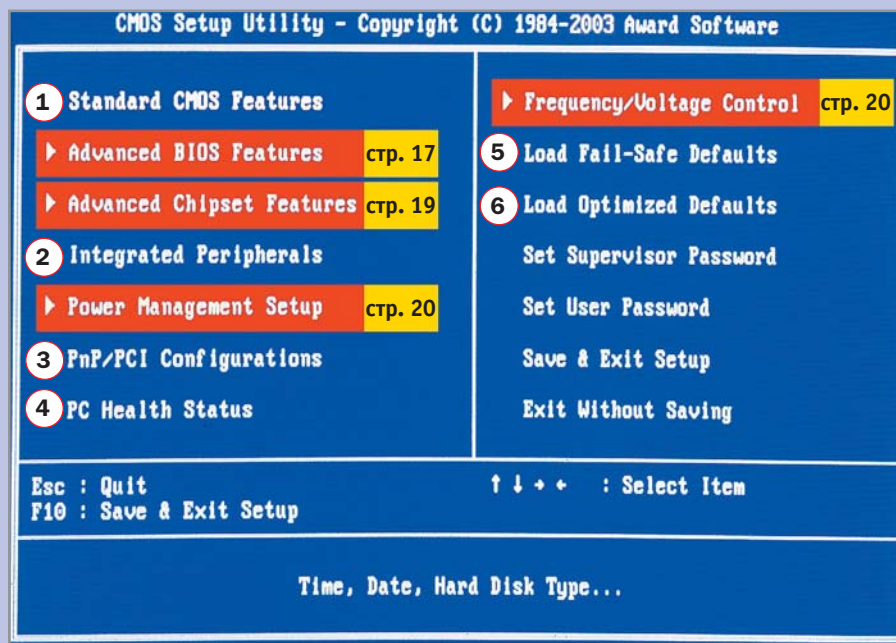 CMOS Setup Utility - Copyright (C) 1984-2003 Award Software
1 Standard CMOS Features
Advanced BIOS Features стр. 17
Advanced Chipset Features стр. 19
2 Integrated Peripherals
Power Management Setup стр. 20
3 PnP/PCI Configurations
4 PC Health Status
Frequency/Voltage Control стр. 20
5 Load Fail-Safe Defaults
6 Load Optimized Defaults
Set Supervisor Password
Set User Password
Save & Exit Setup
Exit Without Saving
Esc : Quit
F10 : Save & Exit Setup
↑ ↓ → ← : Select Item
Time, Date, Hard Disk Type...